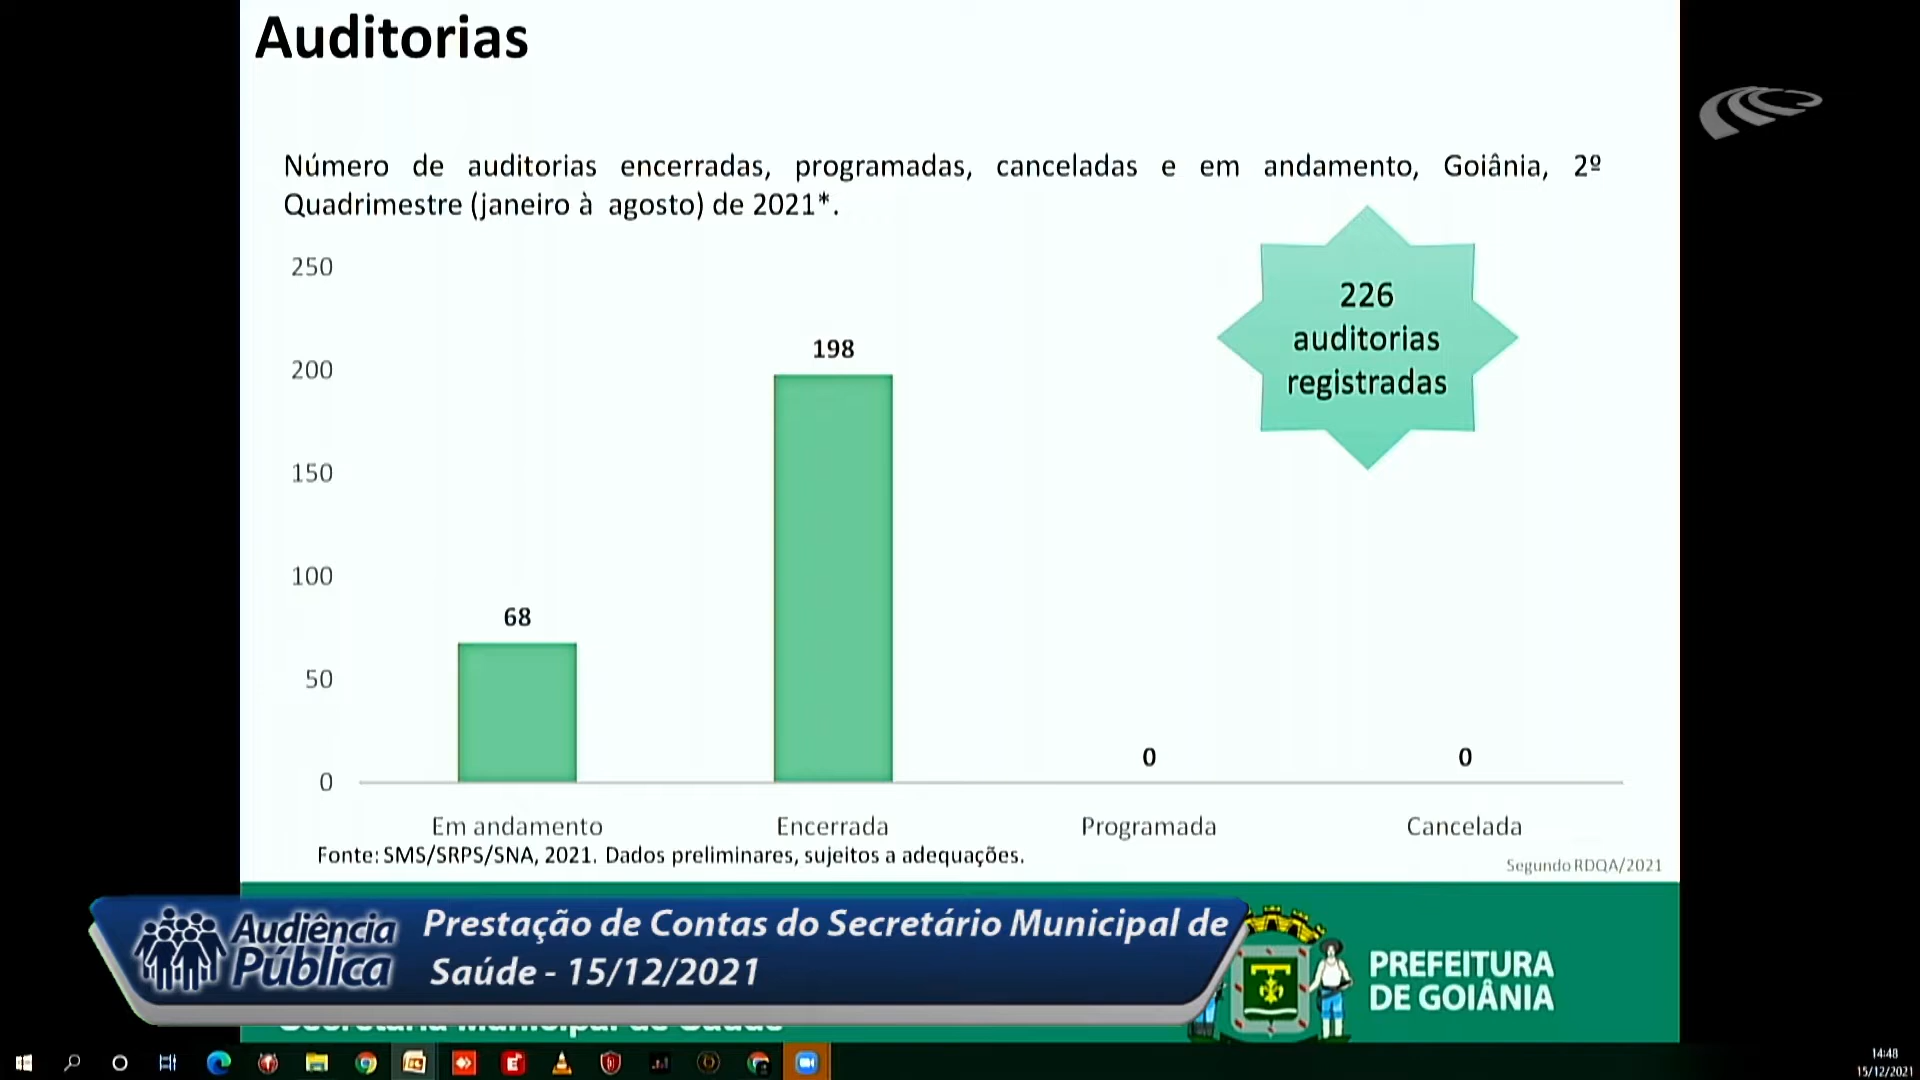 Auditorias
Número de auditorias encerradas, programadas, canceladas e em andamento, Goiânia, 2º
Quadrimestre (janeiro à agosto) de 2021*.
226
auditorias
registradas
250
200
150
100
50
0
68
198
0
0
Em andamento
Encerrada
Programada
Cancelada
Fonte: SMS/SRPS/SNA, 2021. Dados preliminares, sujeitos a adequações.
Segundo RDQA/2021
Audiência
Pública
Prestação de Contas do Secretário Municipal de
Saúde - 15/12/2021
PREFEITURA
DE GOIÂNIA
14:48
15/12/2021